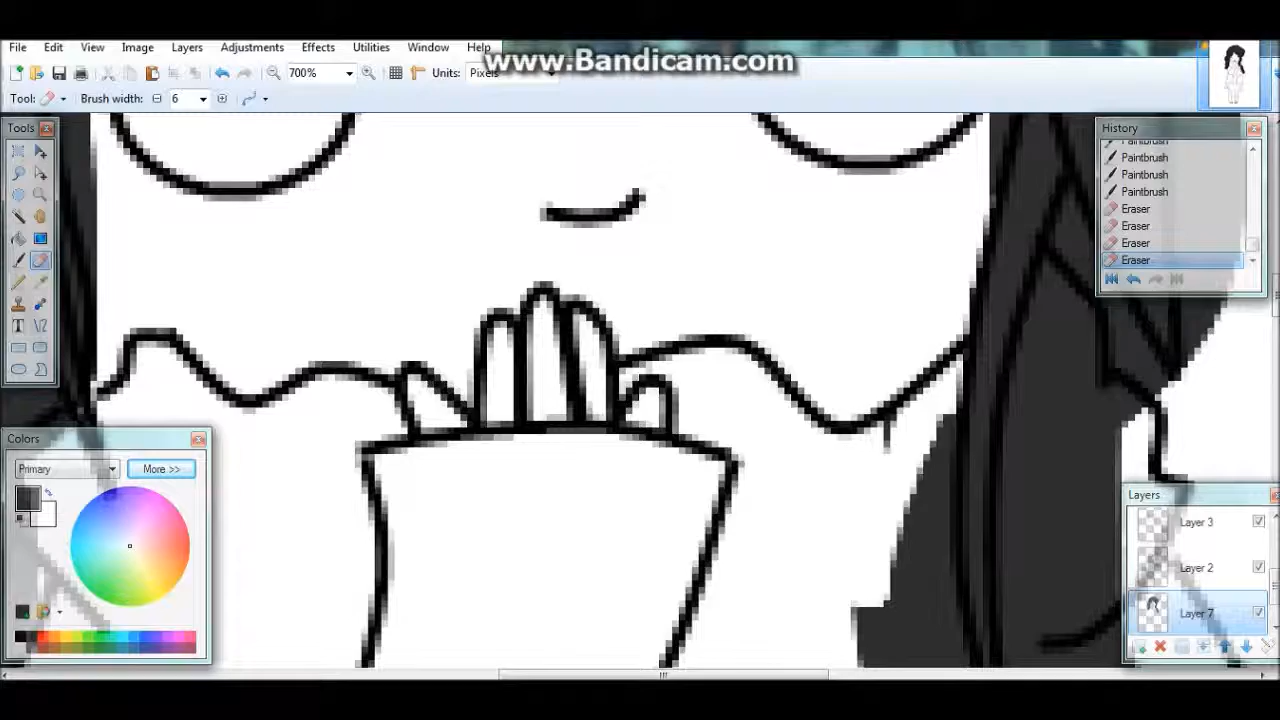 File Edit View Image Layers Adjustments Effects Utilities Window Help
www.Bandicam.com
700% Units: Pixels
Tool: Brush width: 6
Tools
History
Paintbrush
Paintbrush
Paintbrush
Eraser
Eraser
Eraser
Eraser
Colors
Primary More >>
Layers
Layer 3
Layer 2
Layer 7